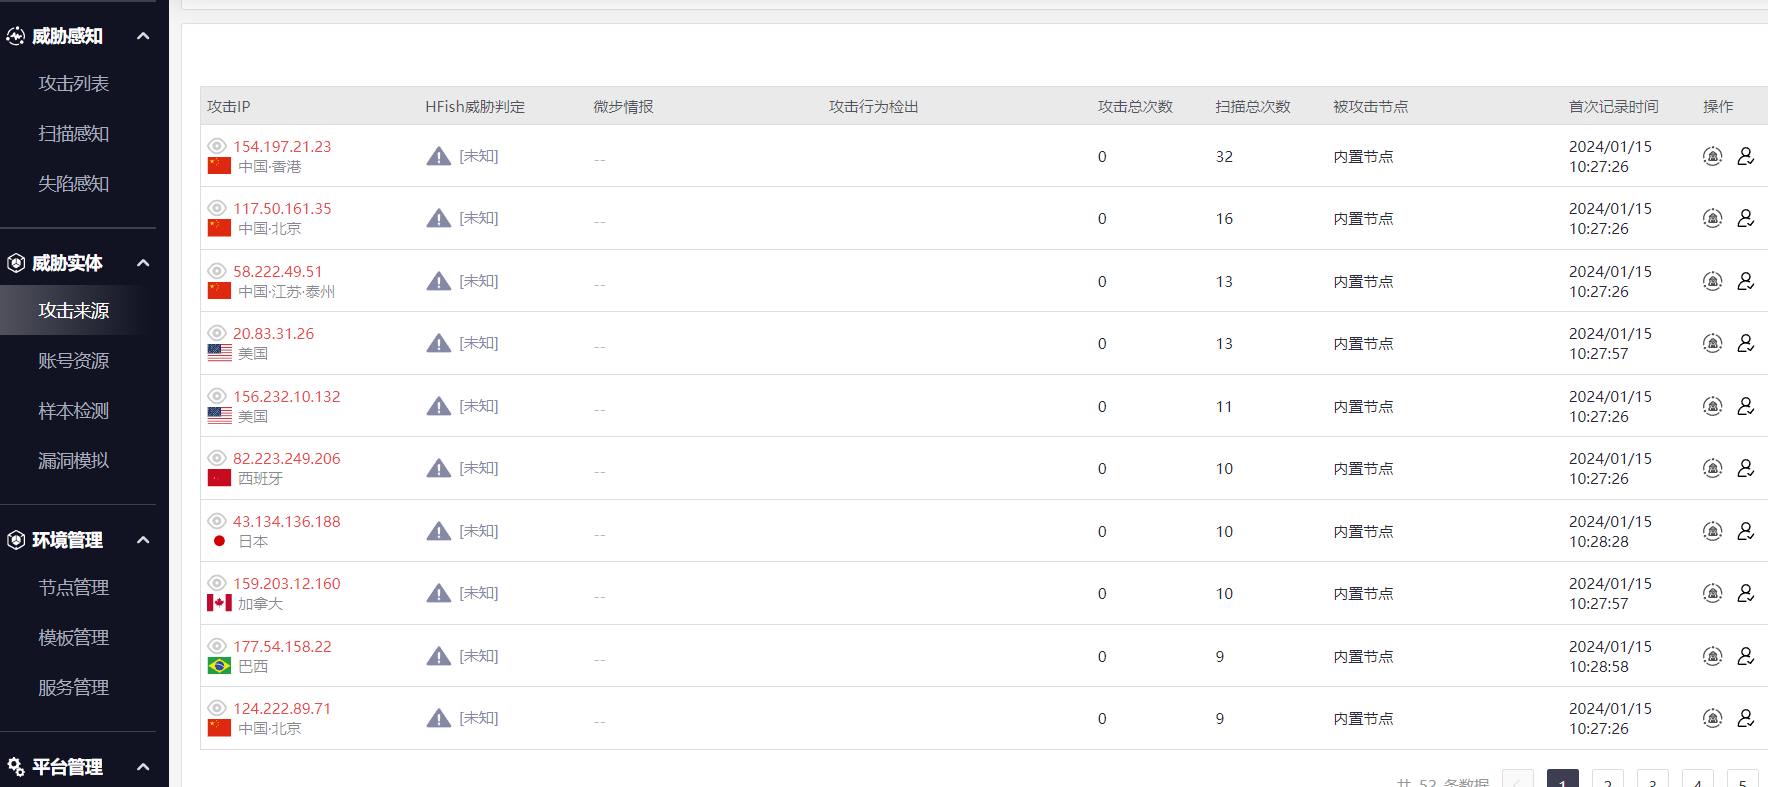 威胁感知
攻击列表
扫描感知
失陷感知
威胁实体
攻击来源
账号资源
样本检测
漏洞模拟
环境管理
节点管理
模板管理
服务管理
平台管理
攻击IP HFish威胁判定 微步情报 攻击行为检出 攻击总次数 扫描总次数 被攻击节点 首次记录时间 操作
154.197.21.23
中国·香港 [未知] -- 0 32 内置节点 2024/01/15
10:27:26
117.50.161.35
中国·北京 [未知] -- 0 16 内置节点 2024/01/15
10:27:26
58.222.49.51
中国·江苏·泰州 [未知] -- 0 13 内置节点 2024/01/15
10:27:26
20.83.31.26
美国 [未知] -- 0 13 内置节点 2024/01/15
10:27:57
156.232.10.132
美国 [未知] -- 0 11 内置节点 2024/01/15
10:27:26
82.223.249.206
西班牙 [未知] -- 0 10 内置节点 2024/01/15
10:27:26
43.134.136.188
日本 [未知] -- 0 10 内置节点 2024/01/15
10:28:28
159.203.12.160
加拿大 [未知] -- 0 10 内置节点 2024/01/15
10:27:57
177.54.158.22
巴西 [未知] -- 0 9 内置节点 2024/01/15
10:28:58
124.222.89.71
中国·北京 [未知] -- 0 9 内置节点 2024/01/15
10:27:26
共 52 条数据 1 2 3 4 5